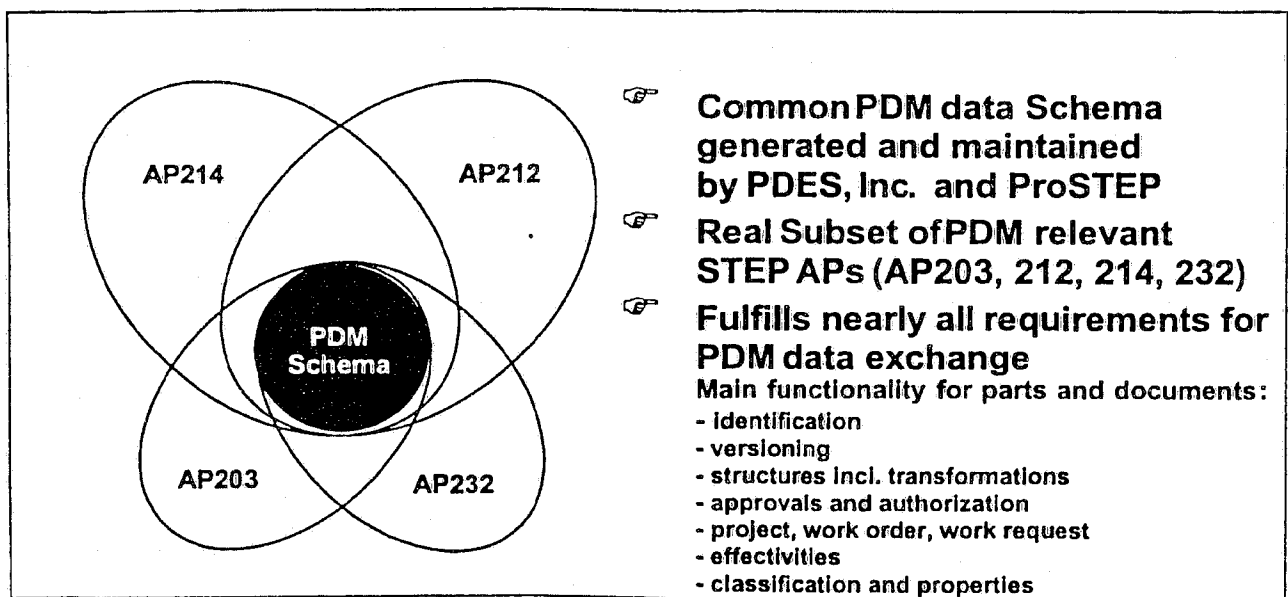 AP214
AP212
PDM
Schema
AP203
AP232
Common PDM data Schema
generated and maintained
by PDES, Inc. and ProSTEP
Real Subset of PDM relevant
STEP APs (AP203, 212, 214, 232)
Fulfills nearly all requirements for
PDM data exchange
Main functionality for parts and documents:
- identification
- versioning
- structures incl. transformations
- approvals and authorization
- project, work order, work request
- effectivities
- classification and properties